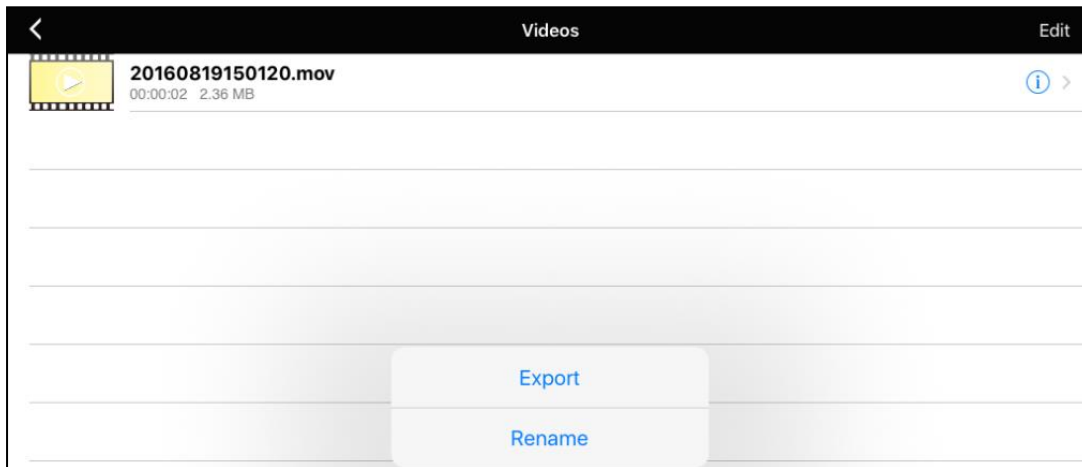 Videos
Edit
20160819150120.mov
00:00:02 2.36 MB
Export
Rename